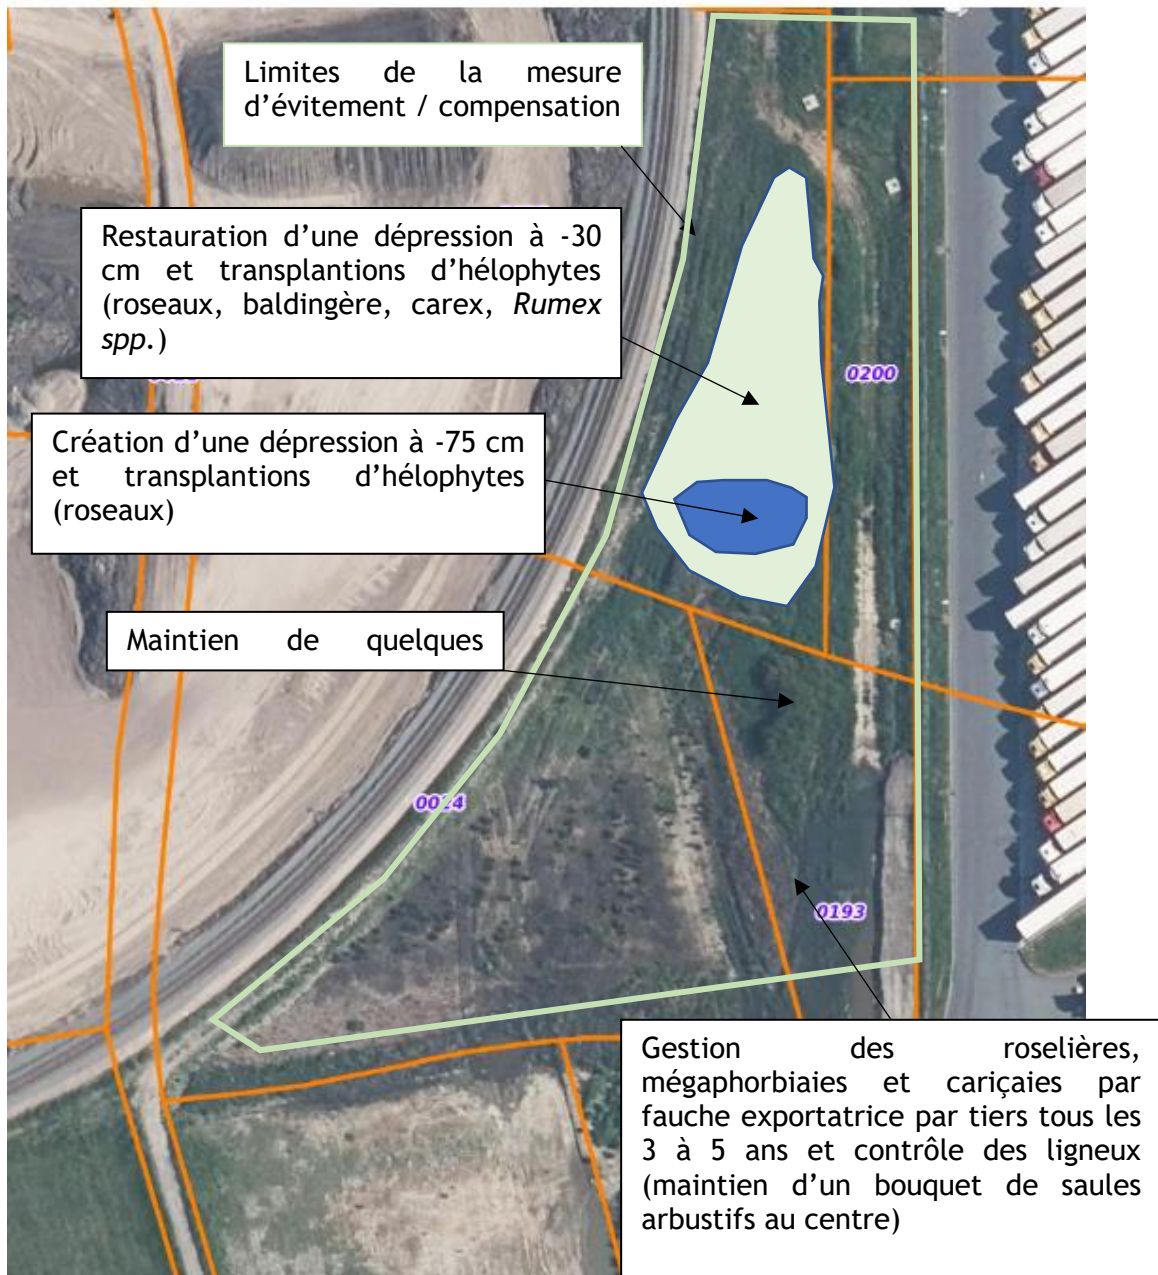 Limites de la mesure
d’évitement / compensation
Restauration d’une dépression à -30
cm et transplantions d’hélophytes
(roseaux, baldingère, carex, Rumex
spp.)
0200
Création d’une dépression à -75 cm
et transplantions d’hélophytes
(roseaux)
Maintien de quelques
0193
Gestion des roselières,
mégaphorbiaies et cariçaies par
fauche exportatrice par tiers tous les
3 à 5 ans et contrôle des ligneux
(maintien d’un bouquet de saules
arbustifs au centre)